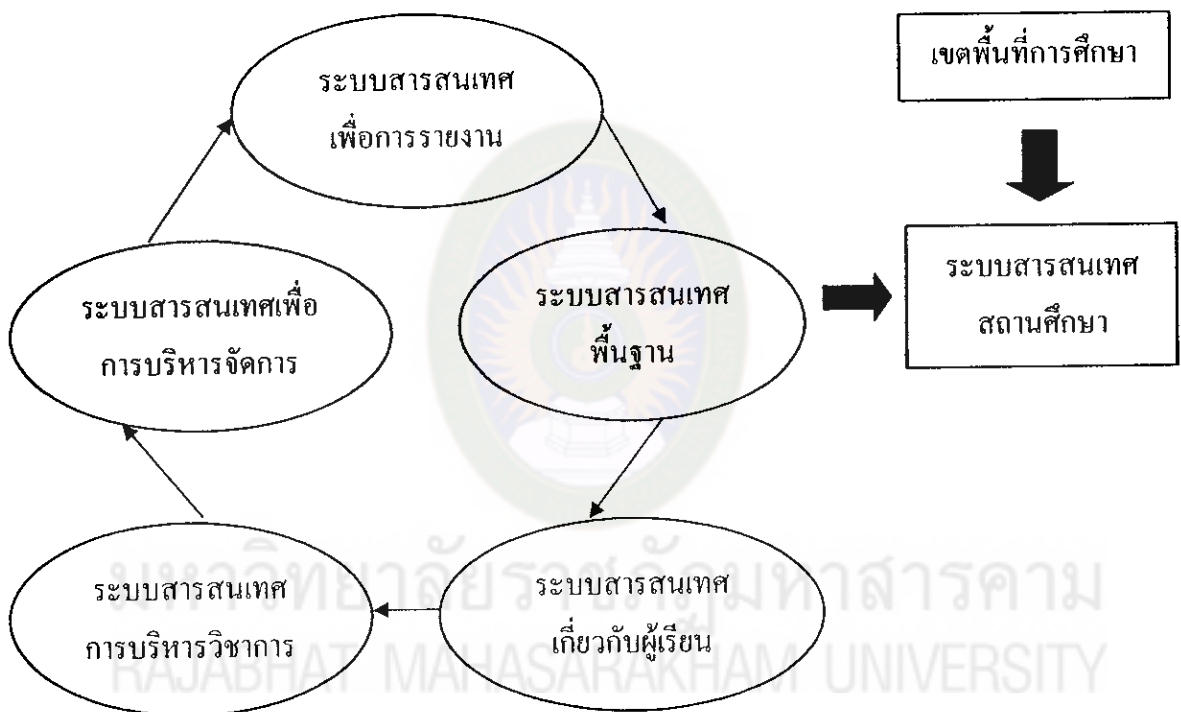 ระบบสารสนเทศ
เพื่อการรายงาน
เขตพื้นที่การศึกษา
ระบบสารสนเทศ
พื้นฐาน
ระบบสารสนเทศ
สถานศึกษา
ระบบสารสนเทศเพื่อ
การบริหารจัดการ
ระบบสารสนเทศ
เกี่ยวกับผู้เรียน
ระบบสารสนเทศ
การบริหารวิชาการ
มหาวิทยาลัยราชภัฏมหาสารคาม
RAJABHAT MAHASARAKHAM UNIVERSITY